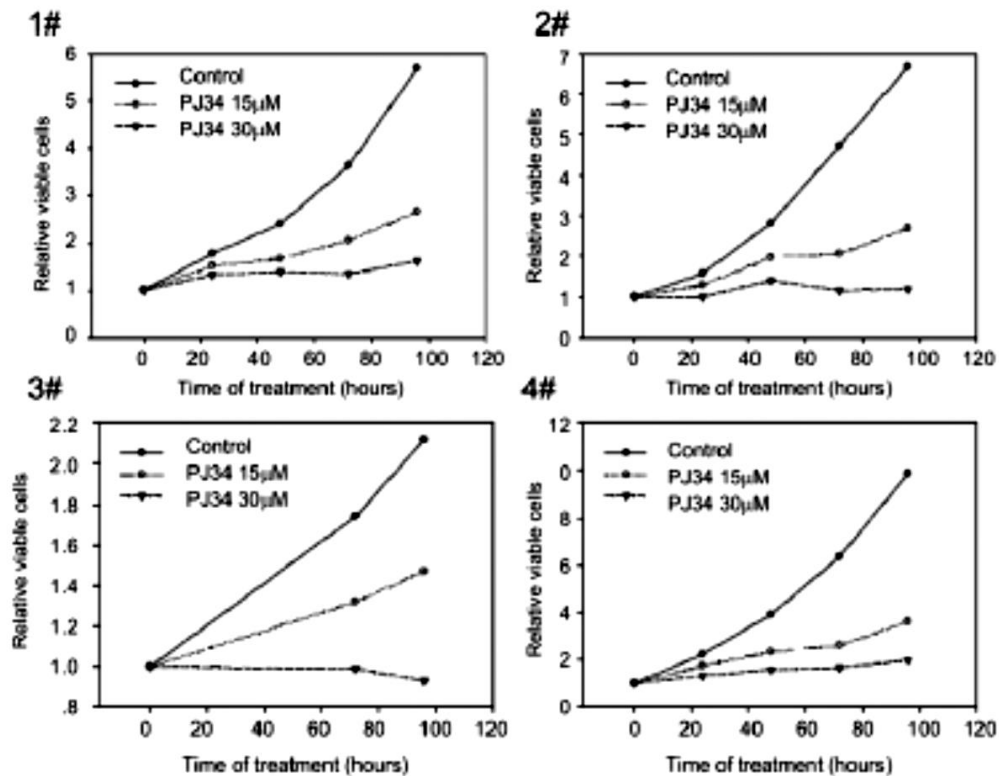 1#
6
5
4
3
2
1
0
Relative viable cells
Control
PJ34 15μM
PJ34 30μM
0 20 40 60 80 100 120
Time of treatment (hours)
2#
7
6
5
4
3
2
1
0
Relative viable cells
Control
PJ34 15μM
PJ34 30μM
0 20 40 60 80 100 120
Time of treatment (hours)
3#
2.2
2.0
1.8
1.6
1.4
1.2
1.0
.8
Relative viable cells
Control
PJ34 15μM
PJ34 30μM
0 20 40 60 80 100 120
Time of treatment (hours)
4#
12
0
8
6
4
2
0
Relative viable cells
Control
PJ34 15μM
PJ34 30μM
0 20 40 60 80 100 120
Time of treatment (hours)